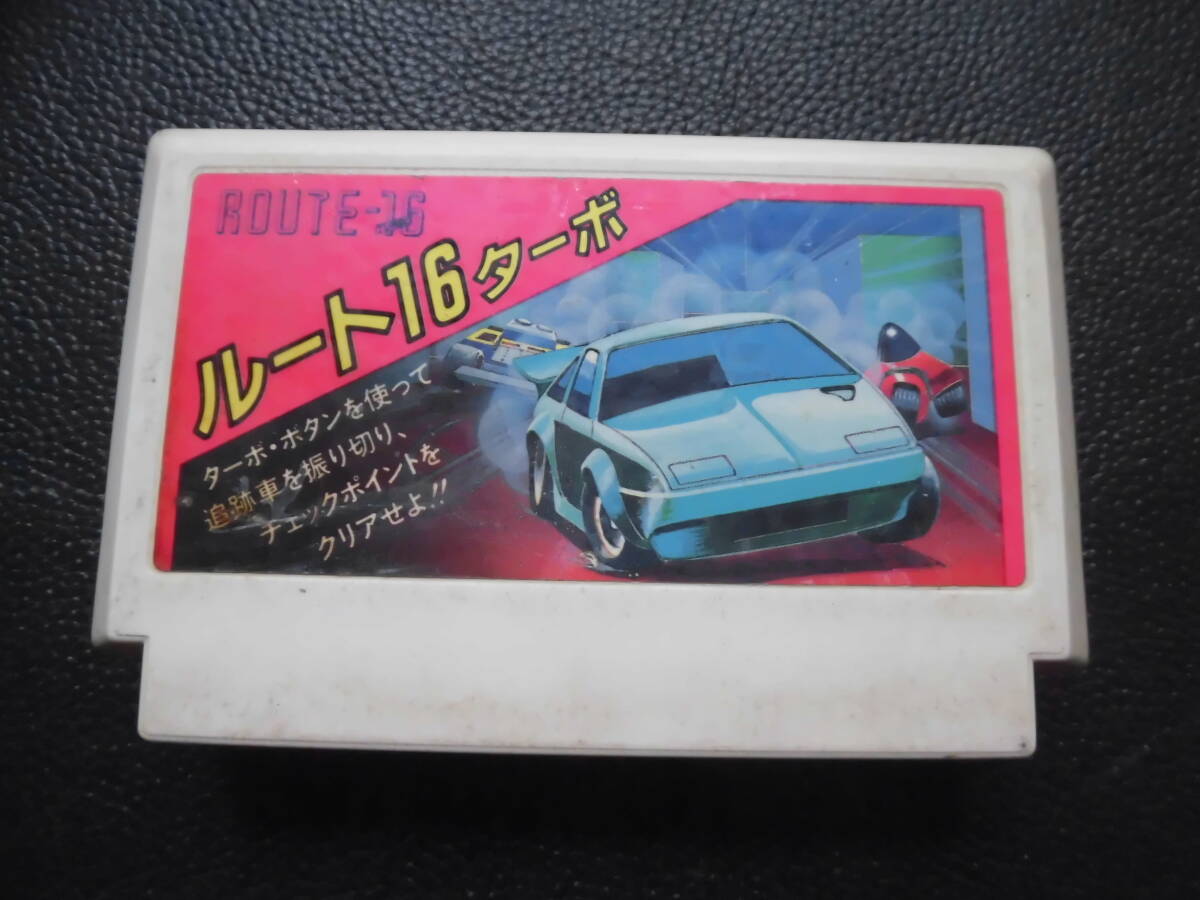 ROUTE-16
ルート16ターボ
ターボ・ボタンを使って
追跡車を振り切り、
チェックポイントを
クリアせよ!!